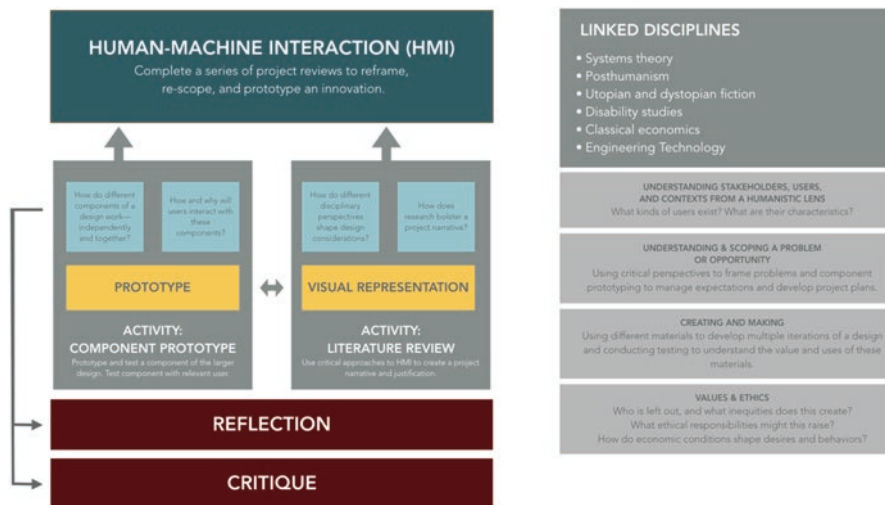 HUMAN-MACHINE INTERACTION (HMI)
Complete a series of project reviews to reframe,
re-scope, and prototype an innovation.
How do different
components of a
design work—
independently
and together?
How and why will
users interact with
these
components?
PROTOTYPE
ACTIVITY:
COMPONENT PROTOTYPE
Prototype and test a component of the larger
design. Test component with relevant user.
How do different
disciplinary
perspectives
shape design
considerations?
How does
research bolster a
project narrative?
VISUAL REPRESENTATION
ACTIVITY:
LITERATURE REVIEW
Use critical approaches to HMI to create a project
narrative and justification.
REFLECTION
CRITIQUE
LINKED DISCIPLINES
• Systems theory
• Posthumanism
• Utopian and dystopian fiction
• Disability studies
• Classical economics
• Engineering Technology
UNDERSTANDING STAKEHOLDERS, USERS,
AND CONTEXTS FROM A HUMANISTIC LENS
What kinds of users exist? What are their characteristics?
UNDERSTANDING & SCOPING A PROBLEM
OR OPPORTUNITY
Using critical perspectives to frame problems and component
prototyping to manage expectations and develop project plans.
CREATING AND MAKING
Using different materials to develop multiple iterations of a design
and conducting testing to understand the value and uses of these
materials.
VALUES & ETHICS
Who is left out, and what inequities does this create?
What ethical responsibilities might this raise?
How do economic conditions shape desires and behaviors?